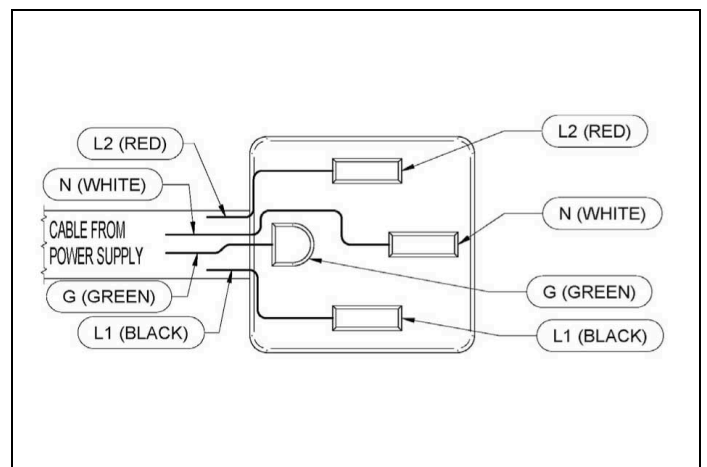 L2 (RED)
N (WHITE)
CABLE FROM
POWER SUPPLY
G (GREEN)
L1 (BLACK)
L2 (RED)
N (WHITE)
G (GREEN)
L1 (BLACK)